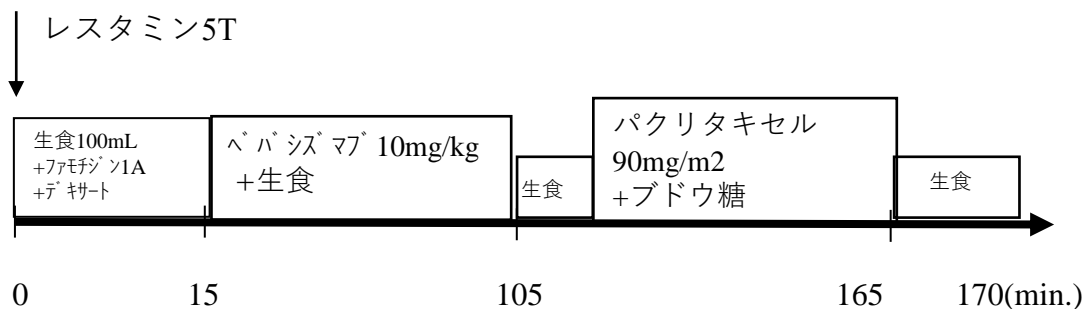 レスタミン5T
生食100mL
+ファモチジン1A
+デキサート
ベバシズマブ 10mg/kg
+生食
生食
パクリタキセル
90mg/m2
+ブドウ糖
生食
0 15 105 165 170(min.)